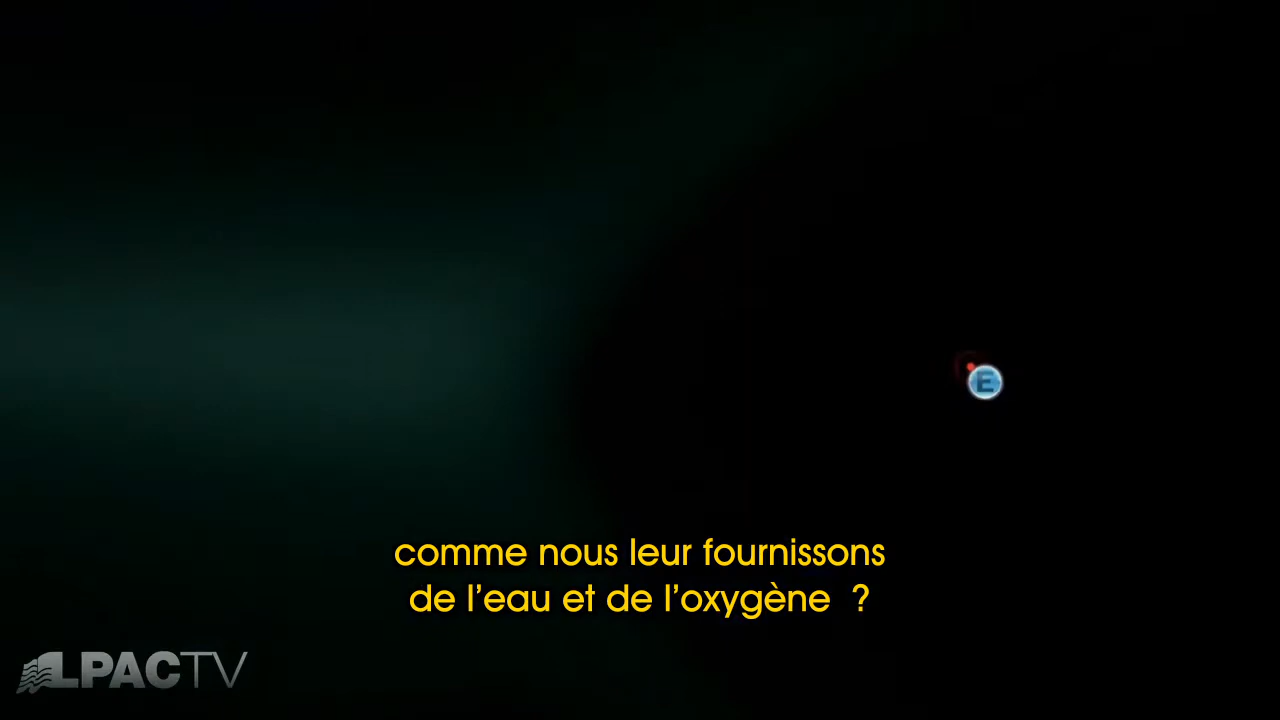 E
comme nous leur fournissons
de l’eau et de l’oxygène  ?
LPACTV